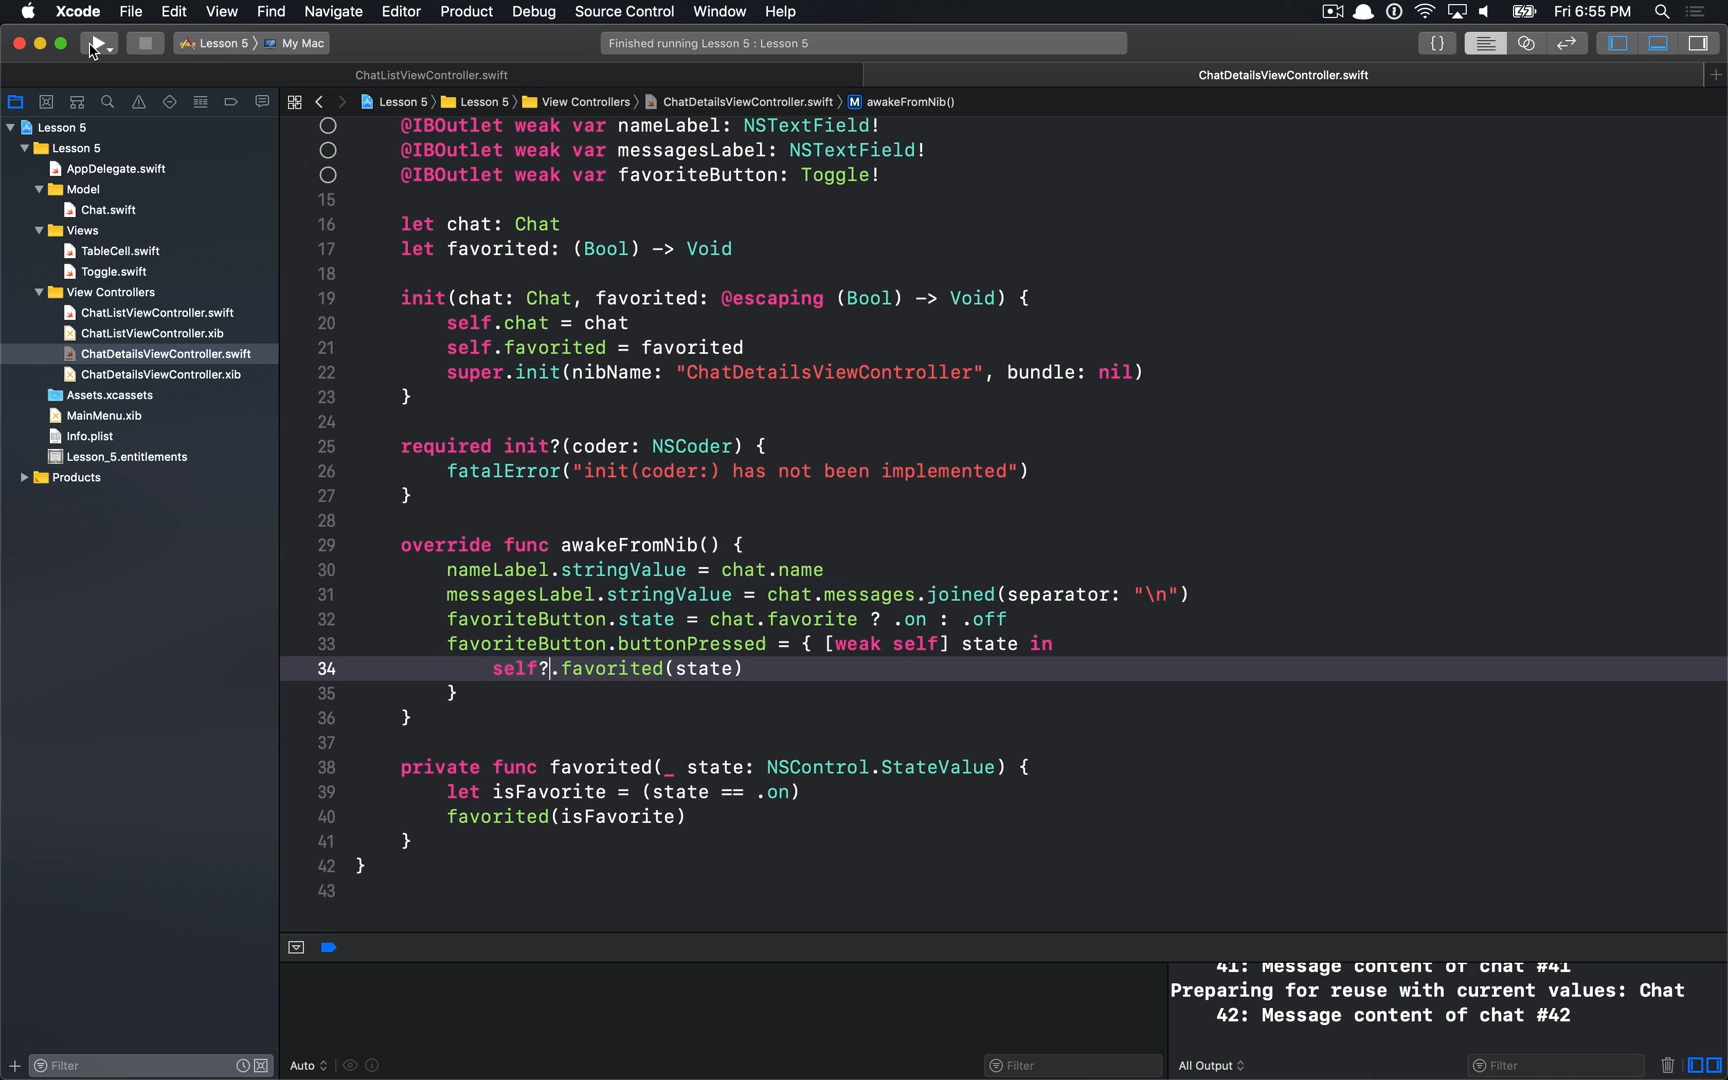 Xcode File Edit View Find Navigate Editor Product Debug Source Control Window Help Fri 6:55 PM
Lesson 5 My Mac Finished running Lesson 5 : Lesson 5 {}
ChatListViewController.swift ChatDetailsViewController.swift +
Lesson 5 Lesson 5 View Controllers ChatDetailsViewController.swift M awakeFromNib()
Lesson 5
Lesson 5
AppDelegate.swift
Model
Chat.swift
Views
TableCell.swift
Toggle.swift
View Controllers
ChatListViewController.swift
ChatListViewController.xib
ChatDetailsViewController.swift
ChatDetailsViewController.xib
Assets.xcassets
MainMenu.xib
Info.plist
Lesson_5.entitlements
Products
Filter
@IBOutlet weak var nameLabel: NSTextField!
@IBOutlet weak var messagesLabel: NSTextField!
@IBOutlet weak var favoriteButton: Toggle!
15
16 let chat: Chat
17 let favorited: (Bool) -> Void
18
19 init(chat: Chat, favorited: @escaping (Bool) -> Void) {
20 self.chat = chat
21 self.favorited = favorited
22 super.init(nibName: "ChatDetailsViewController", bundle: nil)
23 }
24
25 required init?(coder: NSCoder) {
26 fatalError("init(coder:) has not been implemented")
27 }
28
29 override func awakeFromNib() {
30 nameLabel.stringValue = chat.name
31 messagesLabel.stringValue = chat.messages.joined(separator: "\n")
32 favoriteButton.state = chat.favorite ? .on : .off
33 favoriteButton.buttonPressed = { [weak self] state in
34 self?.favorited(state)
35 }
36 }
37
38 private func favorited(_ state: NSControl.StateValue) {
39 let isFavorite = (state == .on)
40 favorited(isFavorite)
41 }
42 }
43
41: Message content of chat #41
Preparing for reuse with current values: Chat
42: Message content of chat #42
Auto Filter All Output Filter